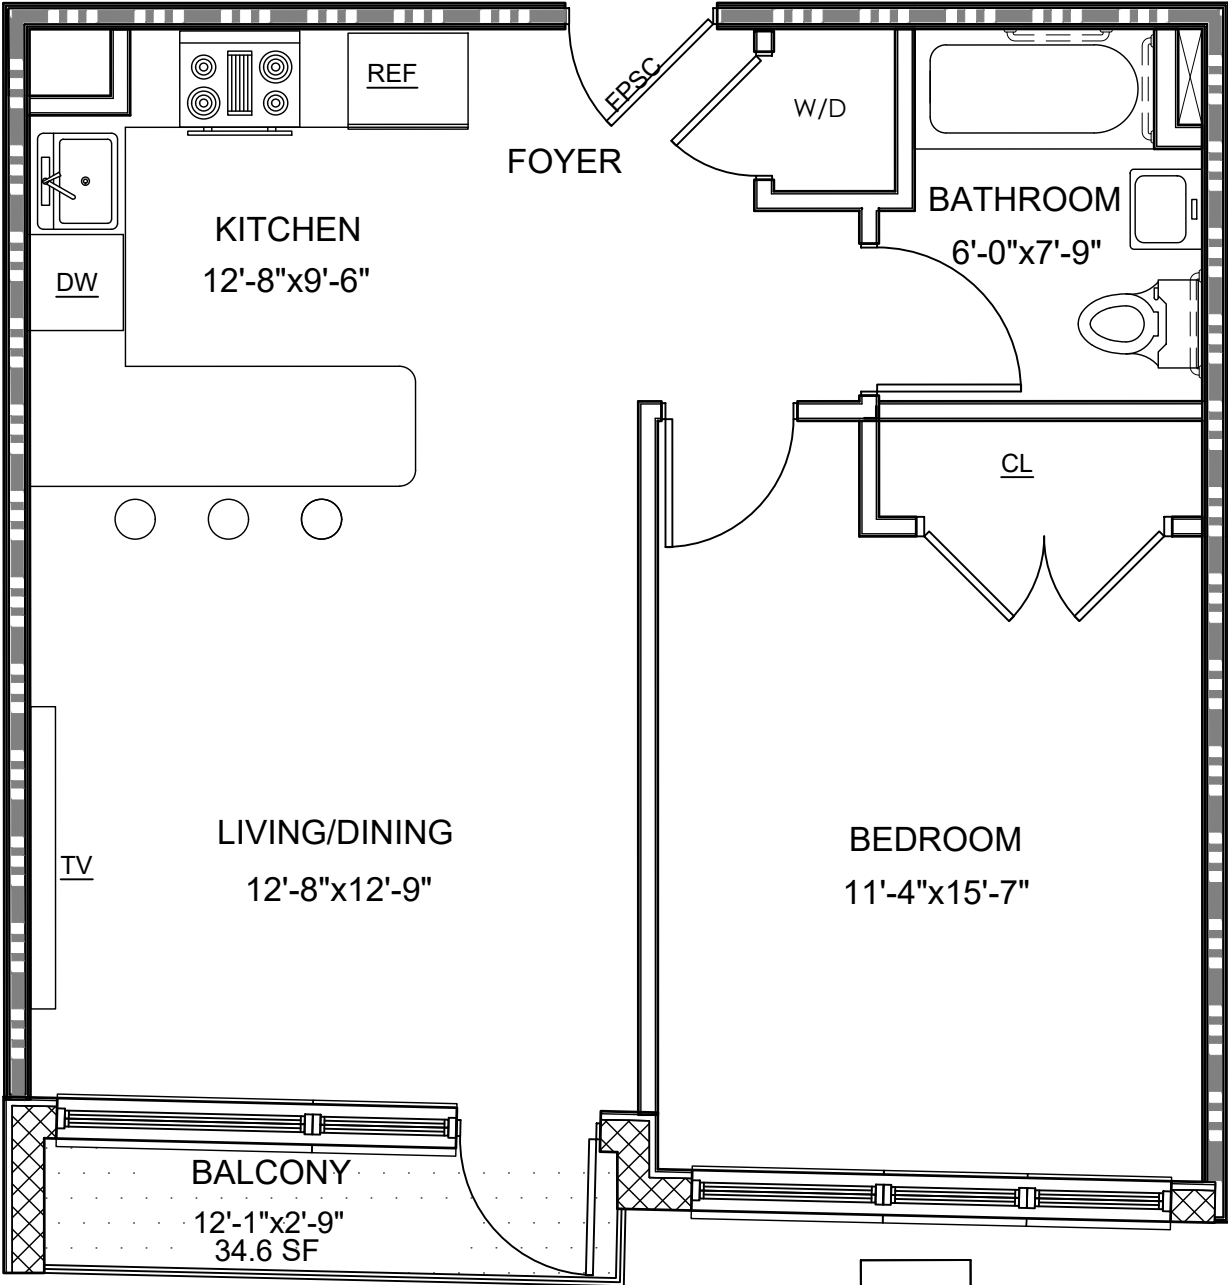 REF
FPSC
W/D
FOYER
KITCHEN
12'-8"x9'-6"
BATHROOM
6'-0"x7'-9"
DW
CL
LIVING/DINING
12'-8"x12'-9"
TV
BEDROOM
11'-4"x15'-7"
BALCONY
12'-1"x2'-9"
34.6 SF